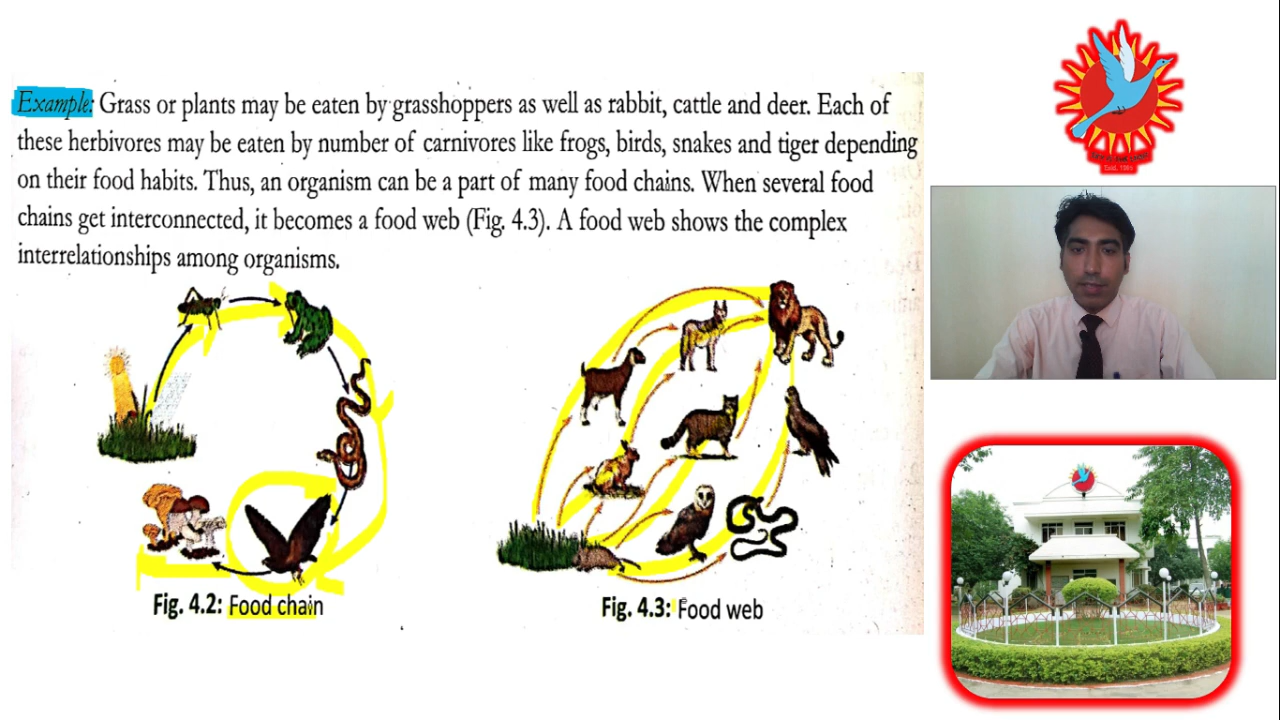 Example: Grass or plants may be eaten by grasshoppers as well as rabbit, cattle and deer. Each of
these herbivores may be eaten by number of carnivores like frogs, birds, snakes and tiger depending
on their food habits. Thus, an organism can be a part of many food chains. When several food
chains get interconnected, it becomes a food web (Fig. 4.3). A food web shows the complex
interrelationships among organisms.
Fig. 4.2: Food chain
Fig. 4.3: Food web
Estd. 1995